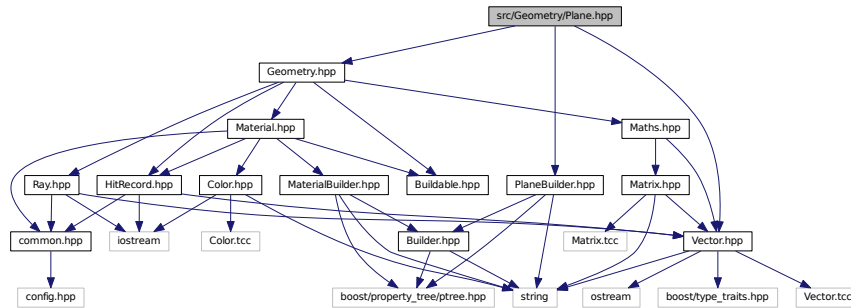 src/Geometry/Plane.hpp
Geometry.hpp
Material.hpp
Maths.hpp
Ray.hpp
HitRecord.hpp
Color.hpp
MaterialBuilder.hpp
Buildable.hpp
PlaneBuilder.hpp
Matrix.hpp
common.hpp
iostream
Color.tcc
Builder.hpp
Matrix.tcc
Vector.hpp
config.hpp
boost/property_tree/ptree.hpp
string
ostream
boost/type_traits.hpp
Vector.tcc